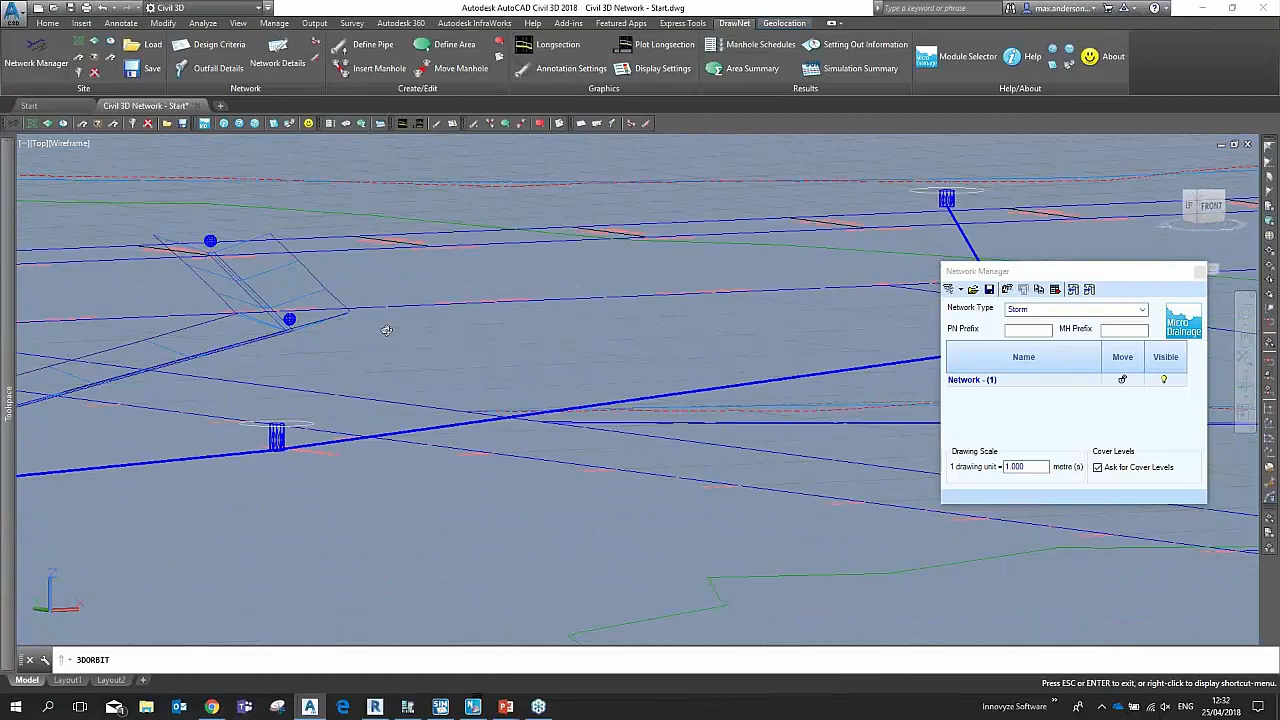 Autodesk AutoCAD Civil 3D 2018 Civil 3D Network - Start.dwg
Civil 3D
Type a keyword or phrase
max.anderson...
Home Insert Annotate Modify Analyze View Manage Output Survey Autodesk 360 Autodesk InfraWorks Help Add-ins Featured Apps Express Tools DrawNet Geolocation
Network Manager
Load
Save
Site
Design Criteria
Outfall Details
Network Details
Network
Define Pipe
Define Area
Insert Manhole
Move Manhole
Create/Edit
Longsection
Plot Longsection
Annotation Settings
Display Settings
Graphics
Manhole Schedules
Setting Out Information
Area Summary
Simulation Summary
Results
Module Selector
Help
About
Help/About
Start
Civil 3D Network - Start*
[−][Top][Wireframe]
FRONT
Toolspace
Network Manager
Network Type
Storm
PN Prefix
MH Prefix
Micro Drainage
Name Move Visible
Network - (1)
Drawing Scale
1 drawing unit = 1.000 metre (s)
Cover Levels
Ask for Cover Levels
Z
X
3DORBIT
Model Layout1 Layout2
Press ESC or ENTER to exit, or right-click to display shortcut-menu.
Innovyze Seminars
ENG
12:32
25/04/2018